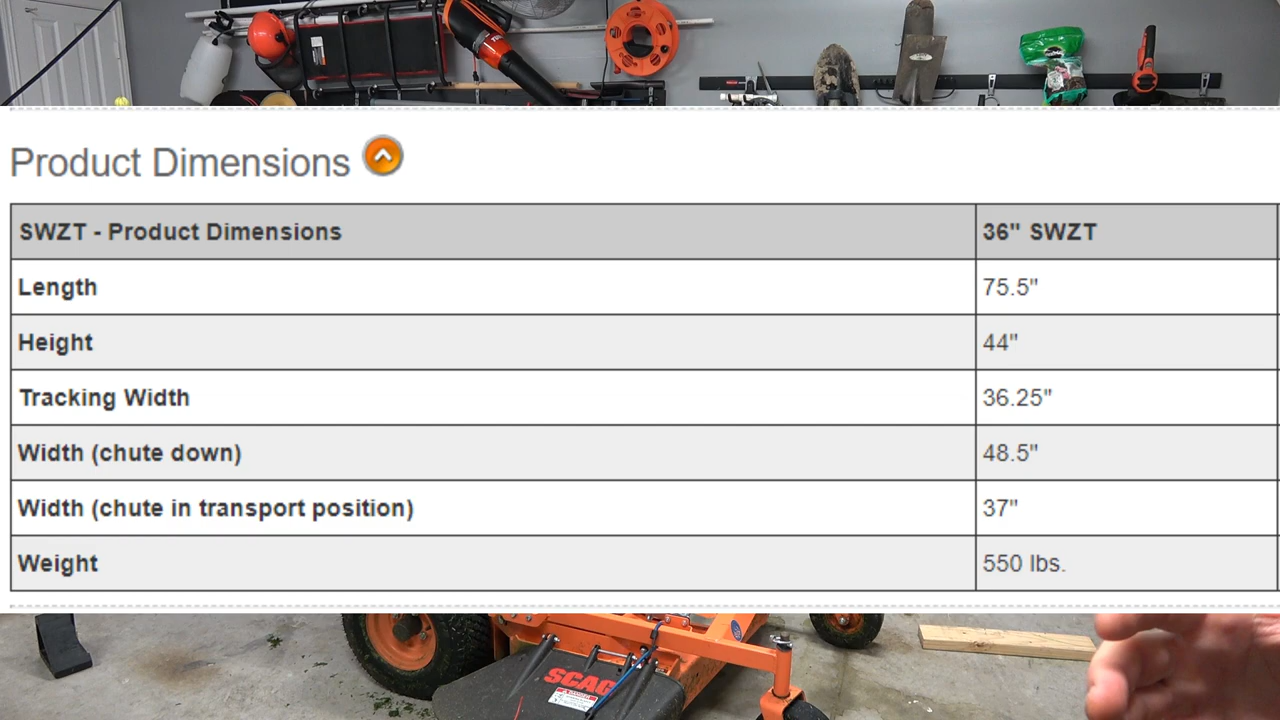 Product Dimensions
SWZT - Product Dimensions 36" SWZT
Length 75.5"
Height 44"
Tracking Width 36.25"
Width (chute down) 48.5"
Width (chute in transport position) 37"
Weight 550 lbs.
SCAG